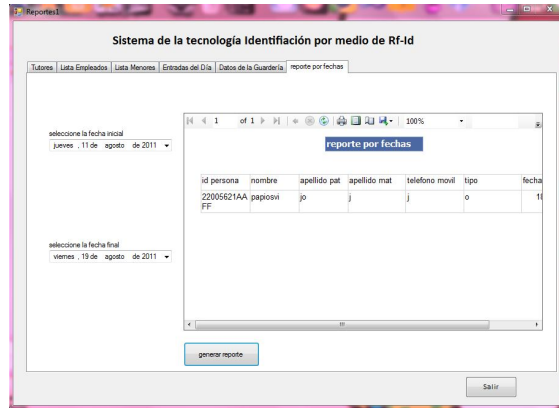 Reportes1
Sistema de la tecnología Identifiación por medio de Rf-Id
Tutores Lista Empleados Lista Menores Entradas del Día Datos de la Guardería reporte por fechas
1 of 1 100%
seleccione la fecha inicial
jueves , 11 de agosto de 2011
reporte por fechas
id persona nombre apellido pat apellido mat telefono movil tipo fecha
22005621AA papiosvi jo j j o
FF
seleccione la fecha final
viernes , 19 de agosto de 2011
generar reporte
Salir